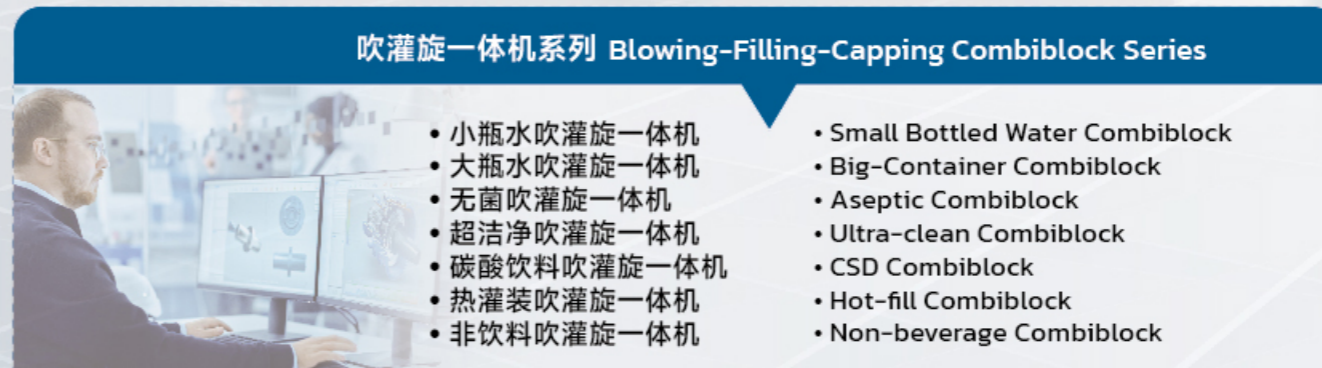 吹灌旋一体机系列 Blowing-Filling-Capping Combiblock Series
• 小瓶水吹灌旋一体机
• 大瓶水吹灌旋一体机
• 无菌吹灌旋一体机
• 超洁净吹灌旋一体机
• 碳酸饮料吹灌旋一体机
• 热灌装吹灌旋一体机
• 非饮料吹灌旋一体机
• Small Bottled Water Combiblock
• Big-Container Combiblock
• Aseptic Combiblock
• Ultra-clean Combiblock
• CSD Combiblock
• Hot-fill Combiblock
• Non-beverage Combiblock